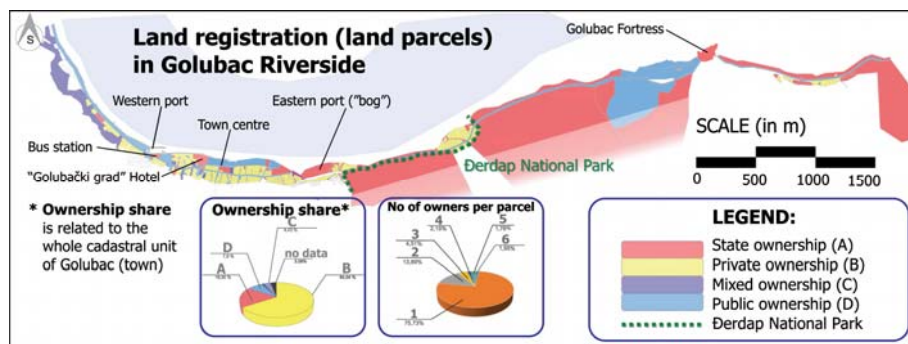 S
Land registration (land parcels)
in Golubac Riverside
Golubac Fortress
Western port
Eastern port ("bog")
Town centre
Bus station
"Golubački grad" Hotel
Đerdap National Park
SCALE (in m)
0 500 1000 1500
* Ownership share
is related to the
whole cadastral unit
of Golubac (town)
Ownership share*
C
D
no data
A
B
No of owners per parcel
4
5
3
6
2
1
LEGEND:
State ownership (A)
Private ownership (B)
Mixed ownership (C)
Public ownership (D)
Đerdap National Park